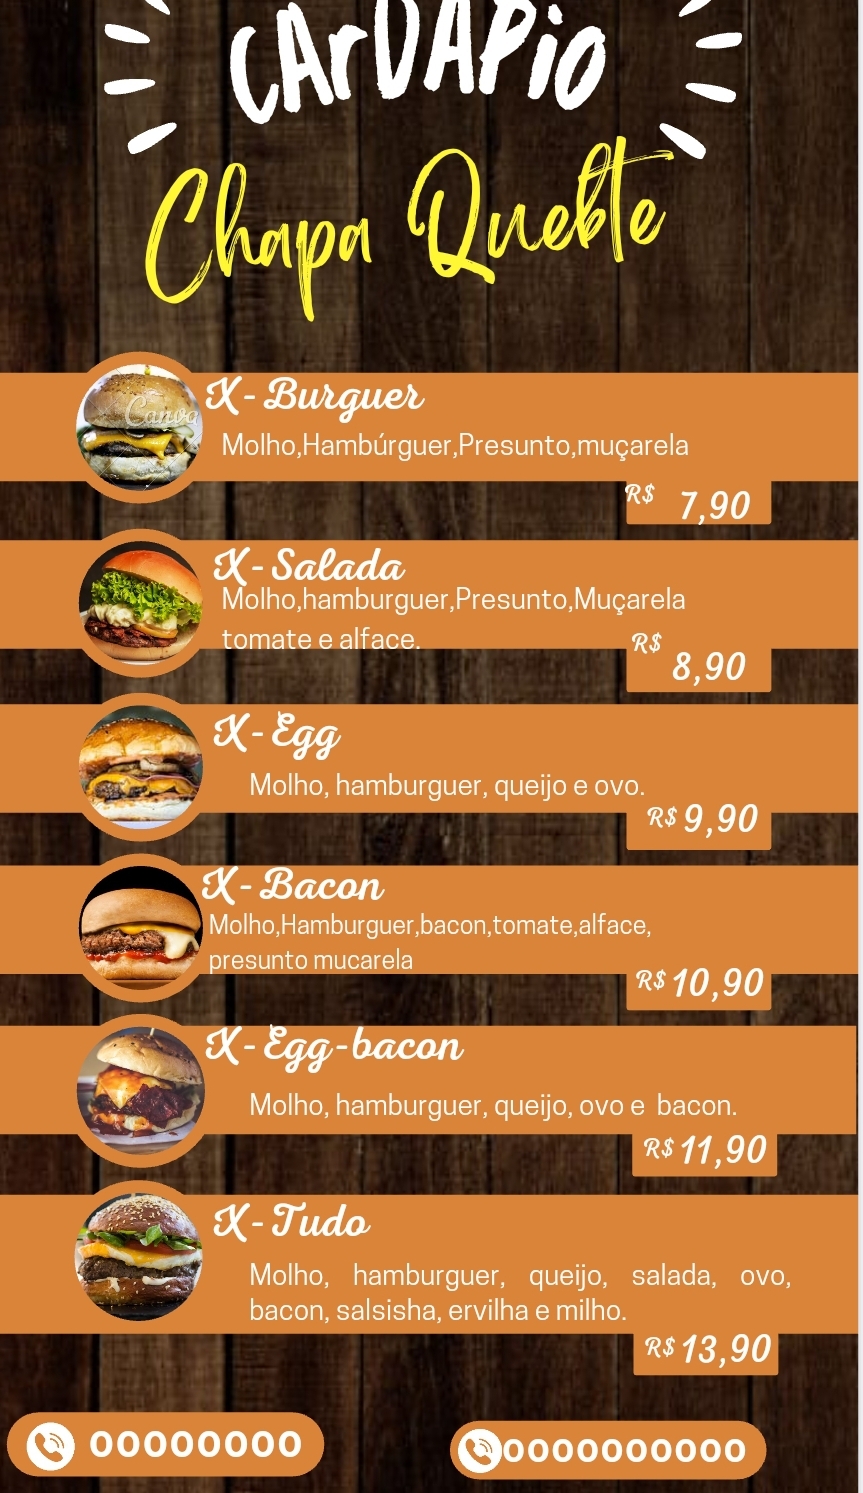 CArDÁPiO
Chapa Quebte
X- Burguer
Canva
Molho,Hambúrguer,Presunto,muçarela
R$ 7,90
X- Salada
Molho,hamburguer,Presunto,Muçarela
tomate e alface.
R$ 8,90
X- Egg
Molho, hamburguer, queijo e ovo.
R$ 9,90
X- Bacon
Molho,Hamburguer,bacon,tomate,alface,
presunto mucarela
R$ 10,90
X- Egg-bacon
Molho, hamburguer, queijo, ovo e bacon.
R$ 11,90
X- Tudo
Molho, hamburguer, queijo, salada, ovo,
bacon, salsisha, ervilha e milho.
R$ 13,90
00000000
0000000000